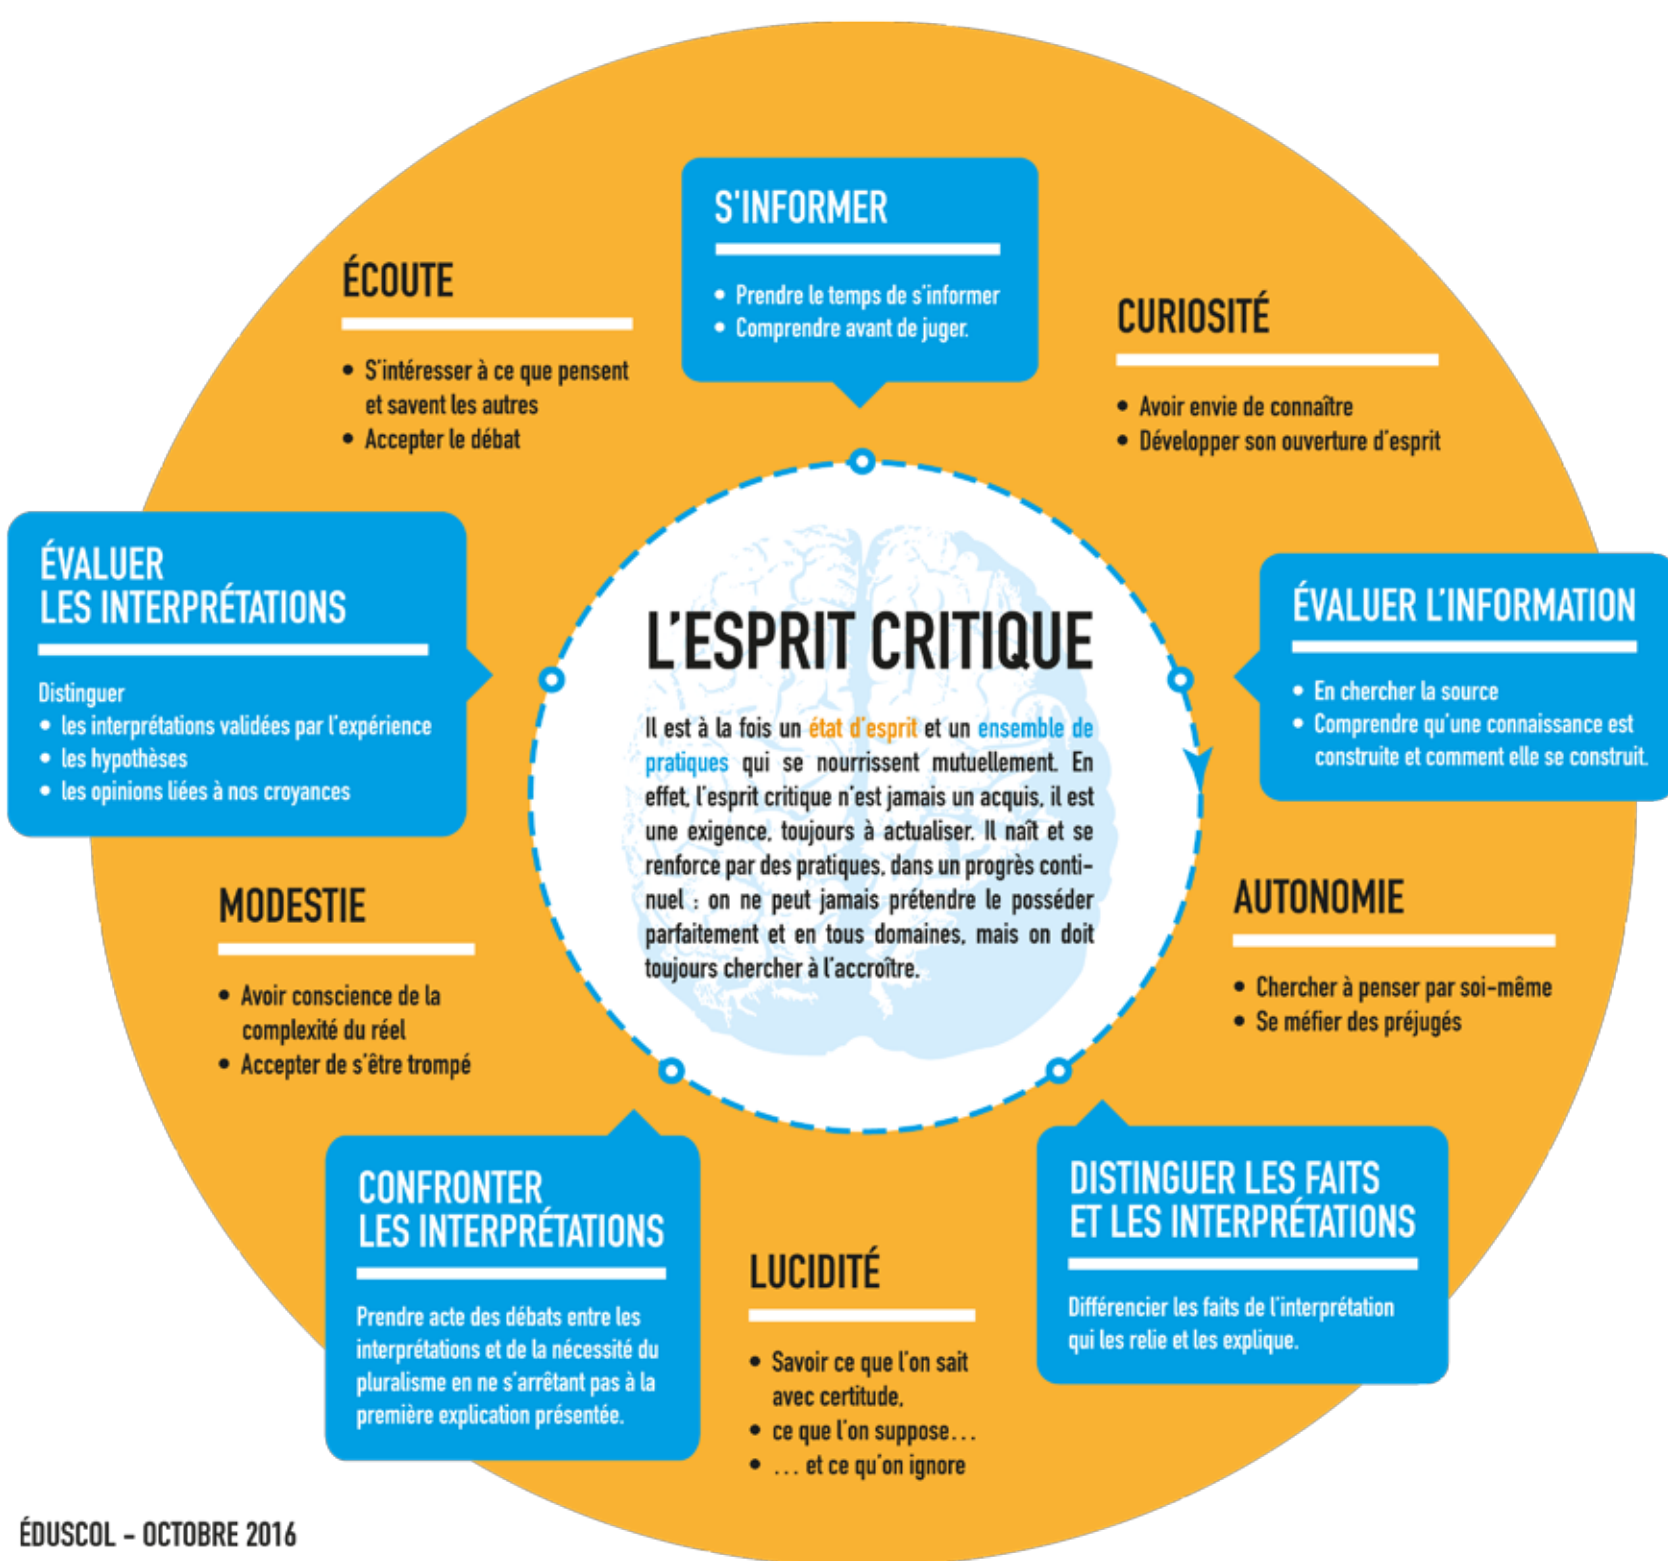 S'INFORMER
• Prendre le temps de s'informer
• Comprendre avant de juger.
CURIOSITÉ
• Avoir envie de connaître
• Développer son ouverture d'esprit
ÉVALUER L'INFORMATION
• En chercher la source
• Comprendre qu'une connaissance est
construite et comment elle se construit.
AUTONOMIE
• Chercher à penser par soi-même
• Se méfier des préjugés
DISTINGUER LES FAITS
ET LES INTERPRÉTATIONS
Différencier les faits de l'interprétation
qui les relie et les explique.
LUCIDITÉ
• Savoir ce que l'on sait
avec certitude,
• ce que l'on suppose...
• ... et ce qu'on ignore
CONFRONTER
LES INTERPRÉTATIONS
Prendre acte des débats entre les
interprétations et de la nécessité du
pluralisme en ne s'arrêtant pas à la
première explication présentée.
MODESTIE
• Avoir conscience de la
complexité du réel
• Accepter de s'être trompé
ÉVALUER
LES INTERPRÉTATIONS
Distinguer
• les interprétations validées par l'expérience
• les hypothèses
• les opinions liées à nos croyances
ÉCOUTE
• S'intéresser à ce que pensent
et savent les autres
• Accepter le débat
L'ESPRIT CRITIQUE
Il est à la fois un état d'esprit et un ensemble de
pratiques qui se nourrissent mutuellement. En
effet, l'esprit critique n'est jamais un acquis, il est
une exigence, toujours à actualiser. Il naît et se
renforce par des pratiques, dans un progrès conti-
nuel : on ne peut jamais prétendre le posséder
parfaitement et en tous domaines, mais on doit
toujours chercher à l'accroître.
ÉDUSCOL - OCTOBRE 2016